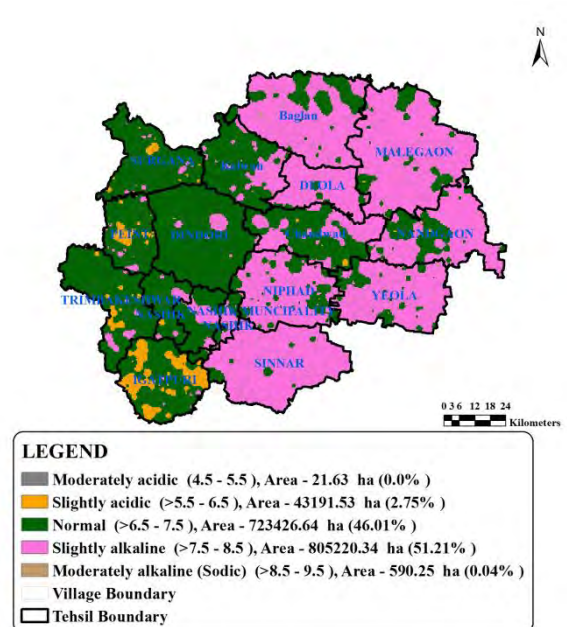 N
Baglan
MALEGAON
SURGANA
Kalwan
DEOLA
PEINT
DINDORI
Chandwad
NANDGAON
TRIMBAKESHWAR
NASHIK
NASHIK MUNCIPALITY
NASHIK
NIPHAD
YEOLA
IGATPURI
SINNAR
0 3 6 12 18 24
Kilometers
LEGEND
Moderately acidic (4.5 - 5.5 ), Area - 21.63 ha (0.0% )
Slightly acidic (>5.5 - 6.5 ), Area - 43191.53 ha (2.75% )
Normal (>6.5 - 7.5 ), Area - 723426.64 ha (46.01% )
Slightly alkaline (>7.5 - 8.5 ), Area - 805220.34 ha (51.21% )
Moderately alkaline (Sodic) (>8.5 - 9.5 ), Area - 590.25 ha (0.04% )
Village Boundary
Tehsil Boundary